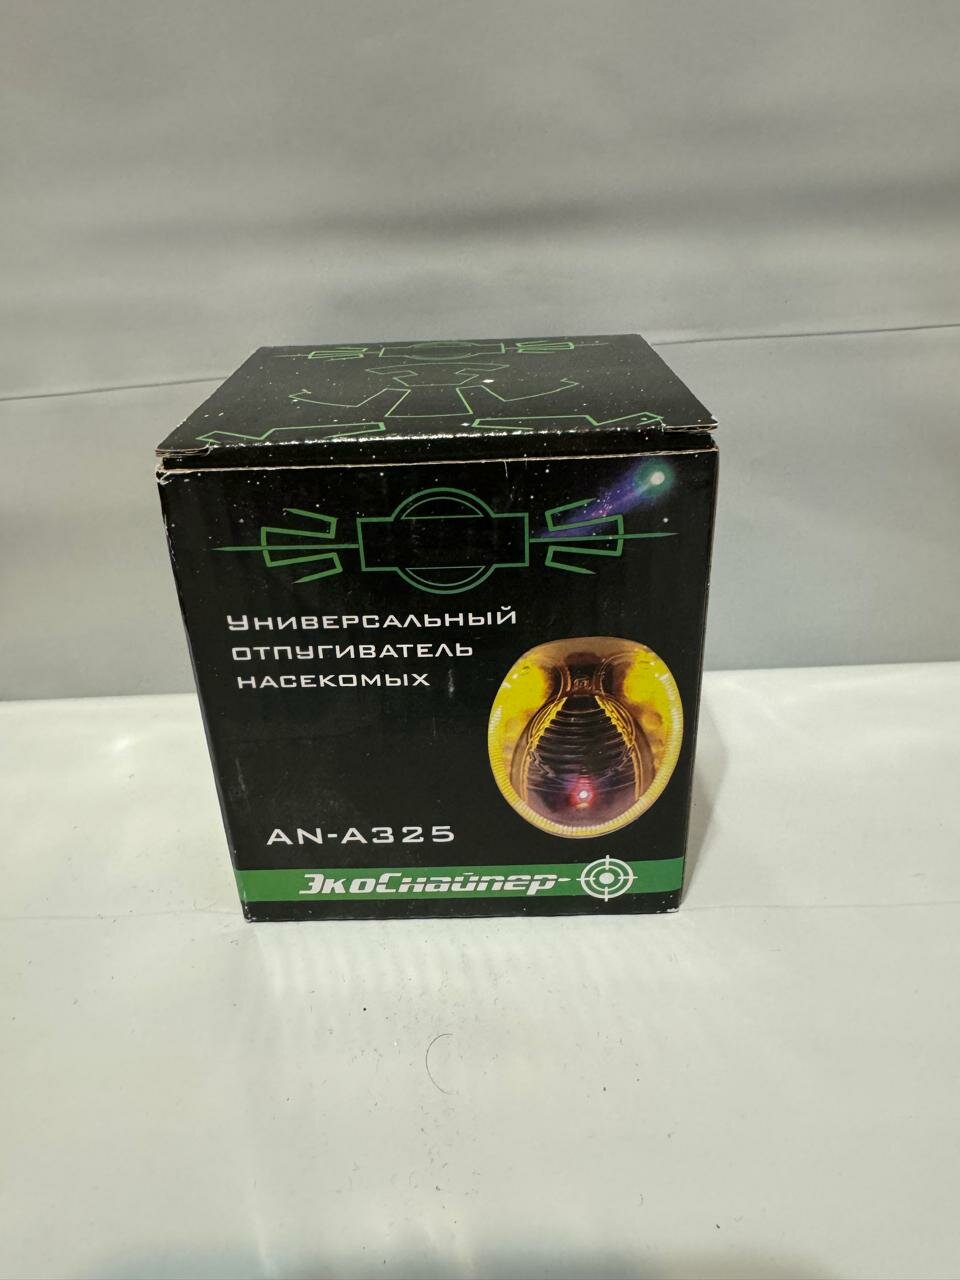 Универсальный
отпугиватель
насекомых
AN-A325
ЭкоСнайпер